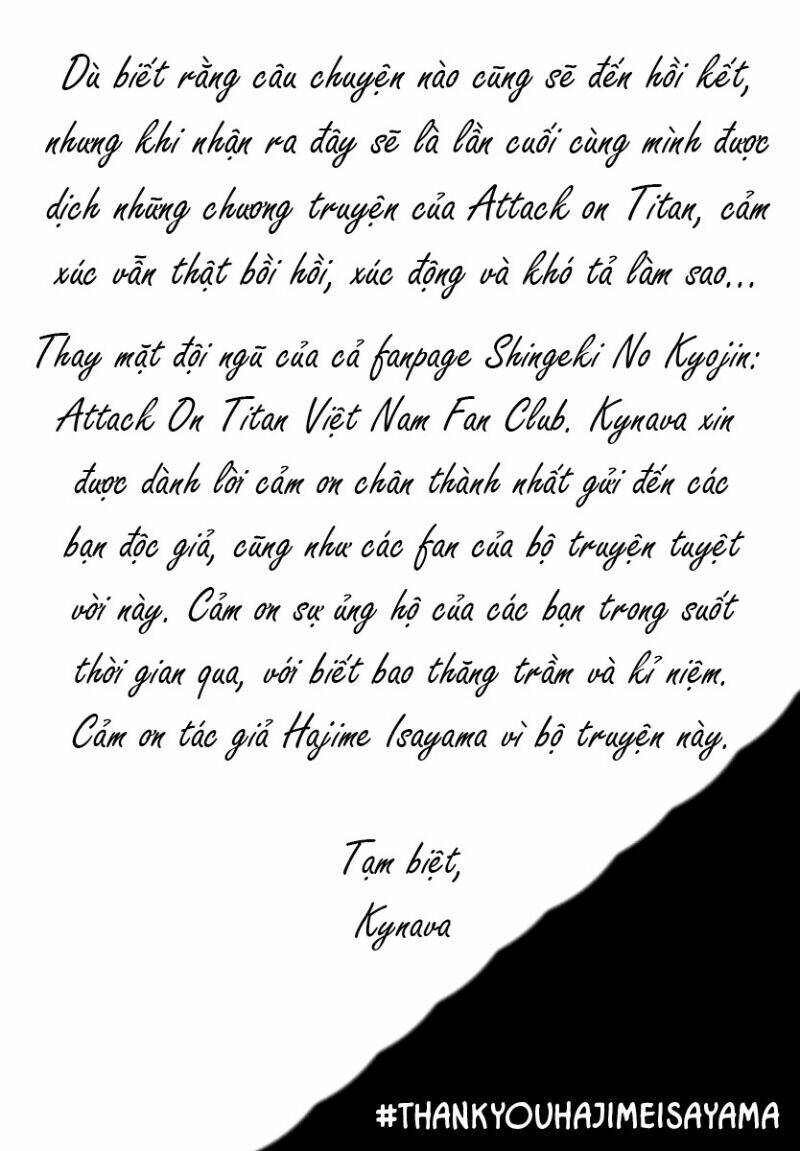 Dù biết rằng câu chuyện nào cũng sẽ đến hồi kết,
nhưng khi nhận ra đây sẽ là lần cuối cùng mình được
dịch những chương truyện của Attack on Titan, cảm
xúc vẫn thật bồi hồi, xúc động và khó tả làm sao...
Thay mặt đội ngũ của cả fanpage Shingeki No Kyojin:
Attack On Titan Việt Nam Fan Club. Kynava xin
được dành lời cảm ơn chân thành nhất gửi đến các
bạn độc giả, cũng như các fan của bộ truyện tuyệt
vời này. Cảm ơn sự ủng hộ của các bạn trong suốt
thời gian qua, với biết bao thăng trầm và kỉ niệm.
Cảm ơn tác giả Hajime Isayama vì bộ truyện này.
Tạm biệt,
Kynava
#THANKYOUHAJIMEISAYAMA